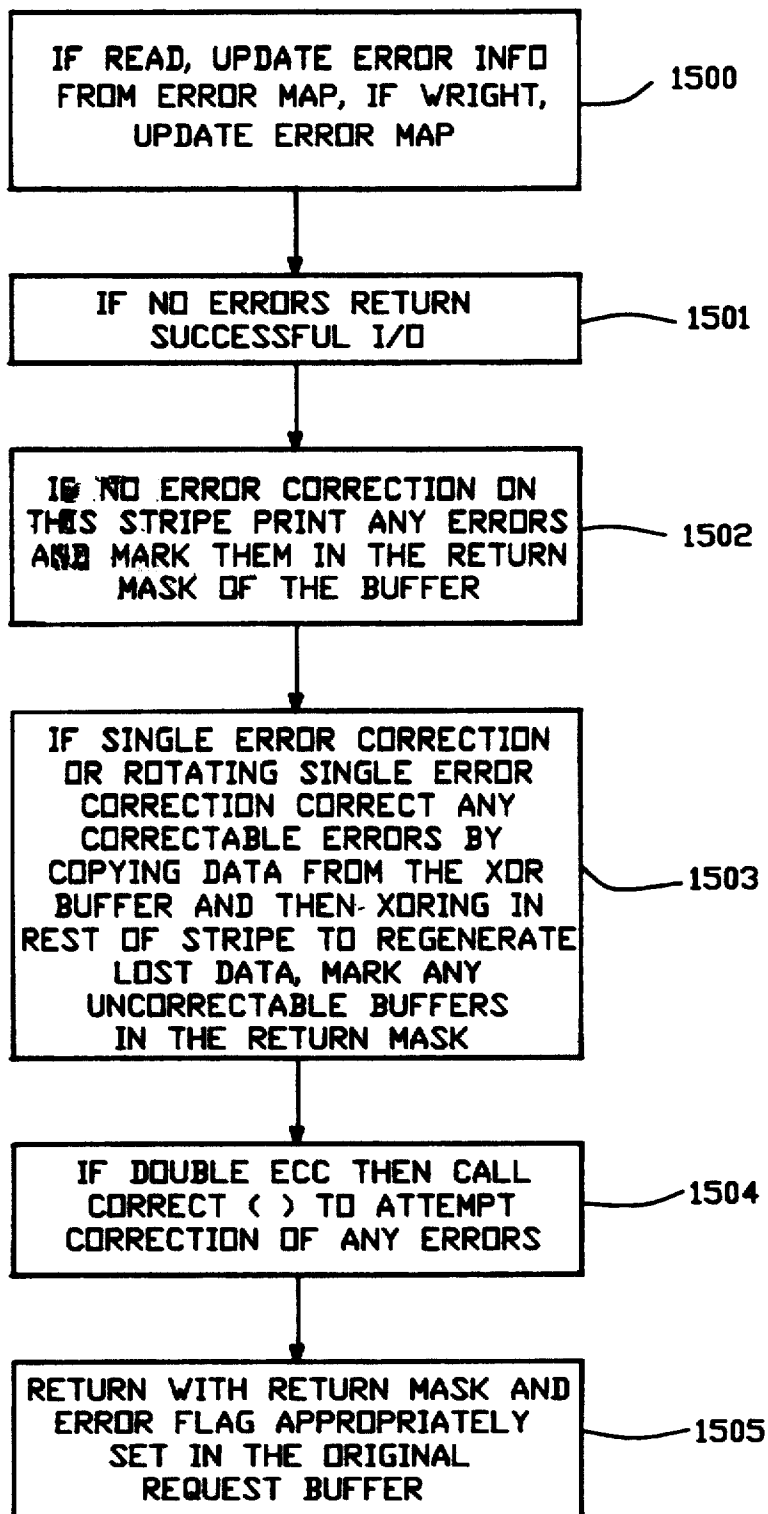 IF READ, UPDATE ERROR INFO
FROM ERROR MAP, IF WRIGHT,
UPDATE ERROR MAP
1500
IF NO ERRORS RETURN
SUCCESSFUL I/O
1501
IF NO ERROR CORRECTION ON
THIS STRIPE PRINT ANY ERRORS
AND MARK THEM IN THE RETURN
MASK OF THE BUFFER
1502
IF SINGLE ERROR CORRECTION
OR ROTATING SINGLE ERROR
CORRECTION CORRECT ANY
CORRECTABLE ERRORS BY
COPYING DATA FROM THE XOR
BUFFER AND THEN XORING IN
REST OF STRIPE TO REGENERATE
LOST DATA, MARK ANY
UNCORRECTABLE BUFFERS
IN THE RETURN MASK
1503
IF DOUBLE ECC THEN CALL
CORRECT ( ) TO ATTEMPT
CORRECTION OF ANY ERRORS
1504
RETURN WITH RETURN MASK AND
ERROR FLAG APPROPRIATELY
SET IN THE ORIGINAL
REQUEST BUFFER
1505